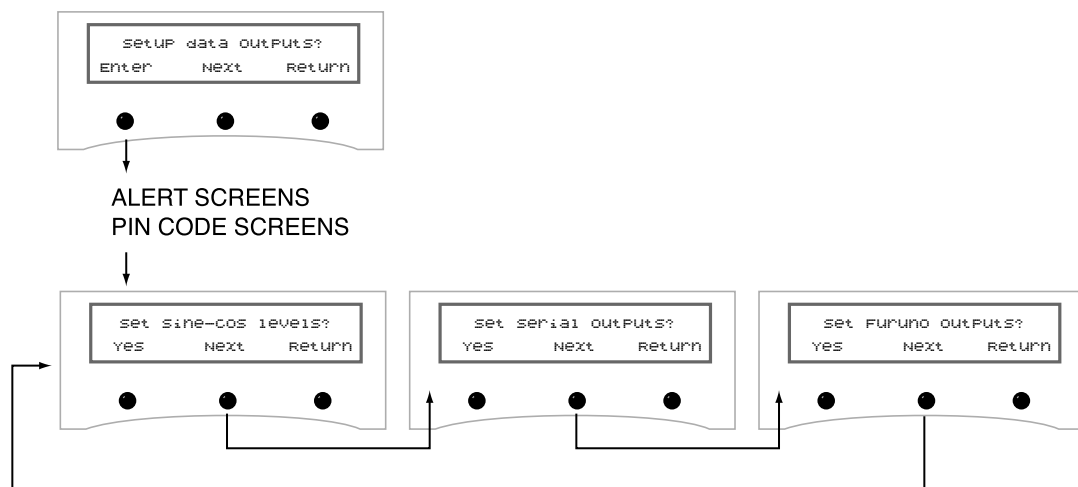 Setup data outputs?
Enter Next Return
ALERT SCREENS
PIN CODE SCREENS
Set Sine-Cos levels?
Yes Next Return
Set Serial outputs?
Yes Next Return
Set Furuno outputs?
Yes Next Return